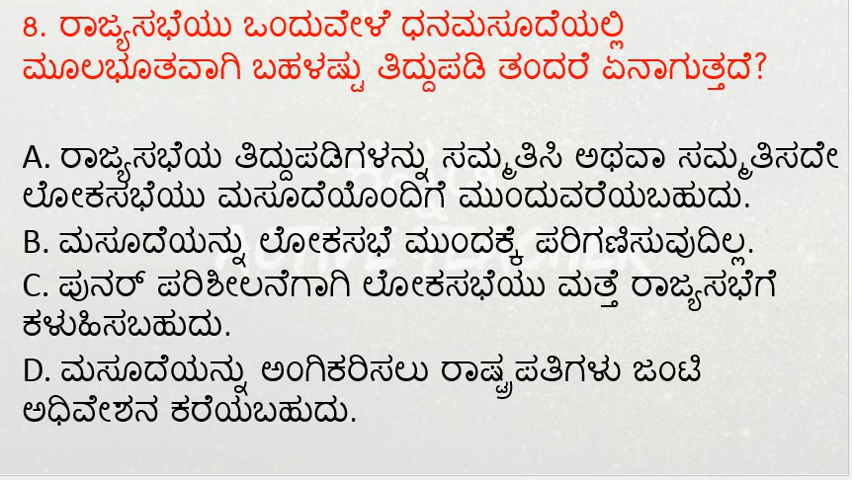 8. ರಾಜ್ಯಸಭೆಯು ಒಂದುವೇಳೆ ಧನಮಸೂದೆಯಲ್ಲಿ
ಮೂಲಭೂತವಾಗಿ ಬಹಳಷ್ಟು ತಿದ್ದುಪಡಿ ತಂದರೆ ಏನಾಗುತ್ತದೆ?
A. ರಾಜ್ಯಸಭೆಯ ತಿದ್ದುಪಡಿಗಳನ್ನು ಸಮ್ಮತಿಸಿ ಅಥವಾ ಸಮ್ಮತಿಸದೇ
ಲೋಕಸಭೆಯು ಮಸೂದೆಯೊಂದಿಗೆ ಮುಂದುವರೆಯಬಹುದು.
B. ಮಸೂದೆಯನ್ನು ಲೋಕಸಭೆ ಮುಂದಕ್ಕೆ ಪರಿಗಣಿಸುವುದಿಲ್ಲ.
C. ಪುನರ್ ಪರಿಶೀಲನೆಗಾಗಿ ಲೋಕಸಭೆಯು ಮತ್ತೆ ರಾಜ್ಯಸಭೆಗೆ
ಕಳುಹಿಸಬಹುದು.
D. ಮಸೂದೆಯನ್ನು ಅಂಗಿಕರಿಸಲು ರಾಷ್ಟ್ರಪತಿಗಳು ಜಂಟಿ
ಅಧಿವೇಶನ ಕರೆಯಬಹುದು.